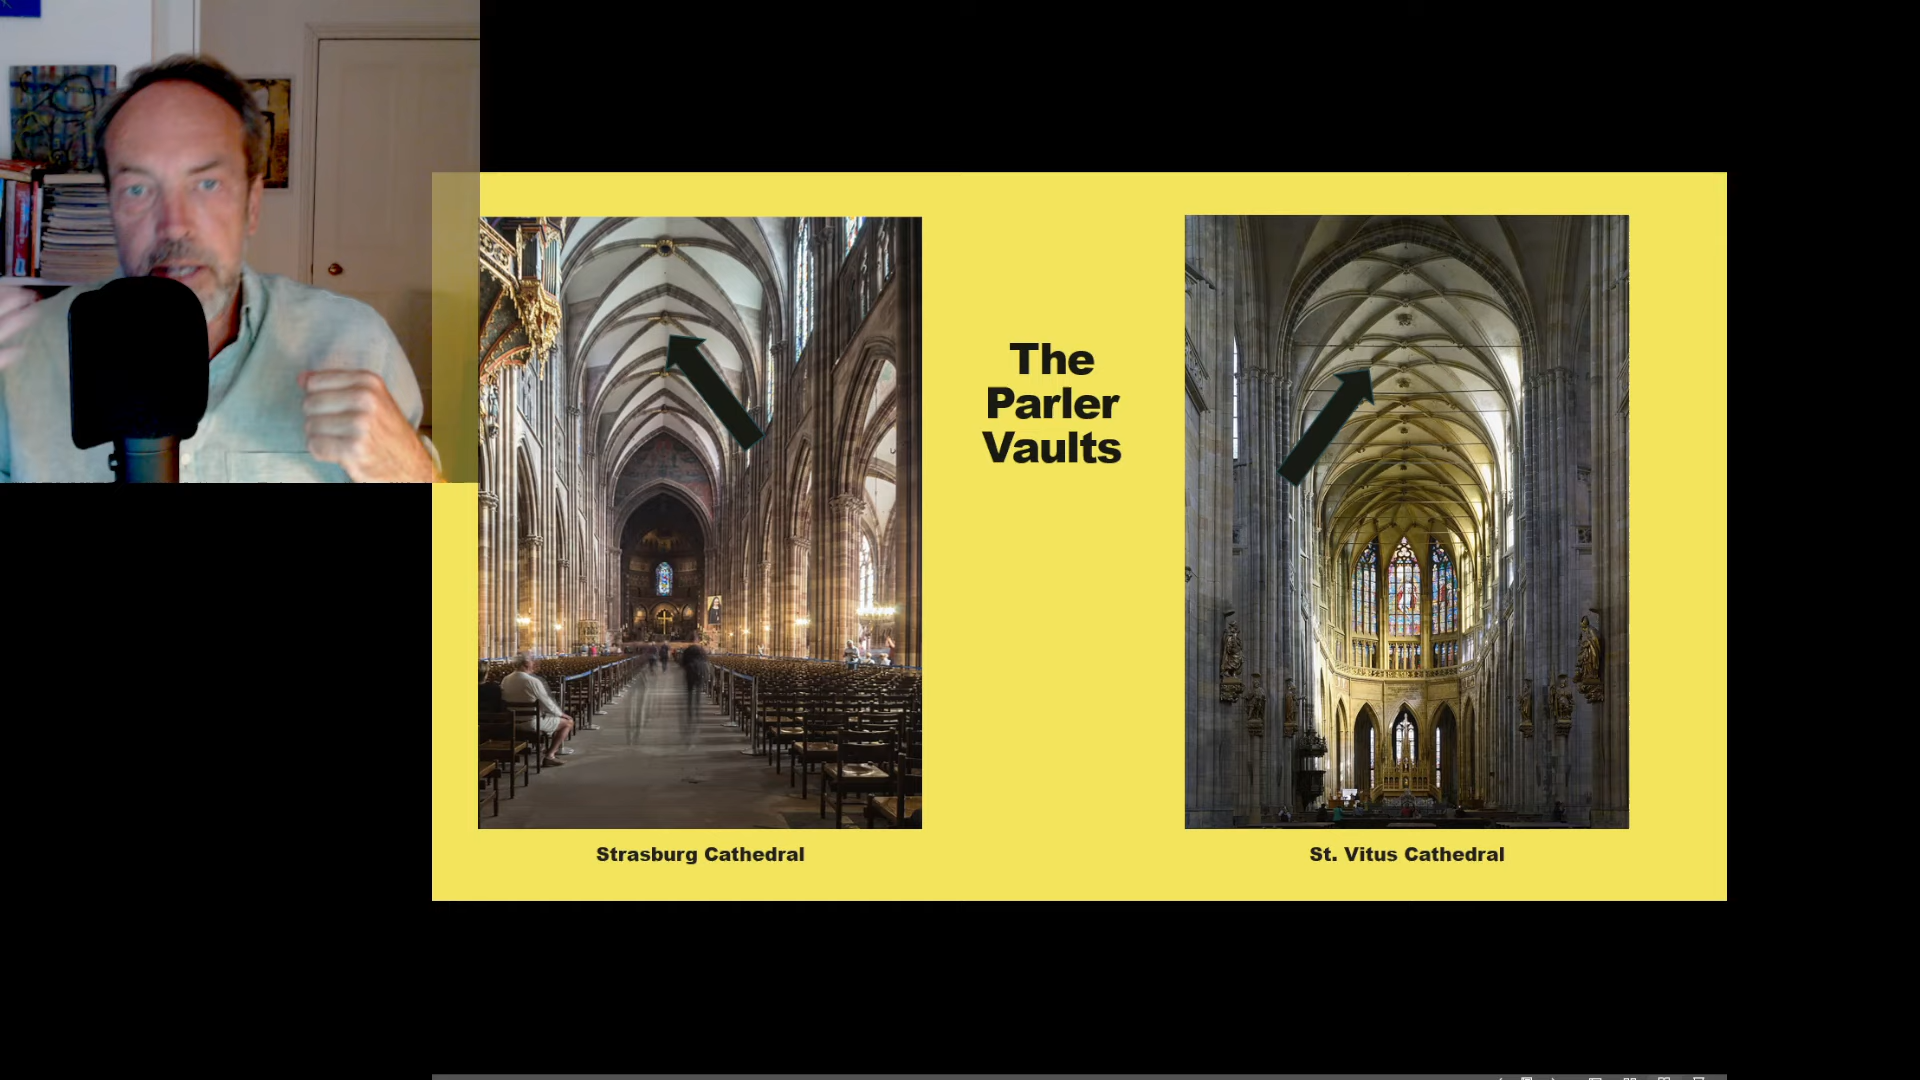 The
Parler
Vaults
Strasburg Cathedral
St. Vitus Cathedral